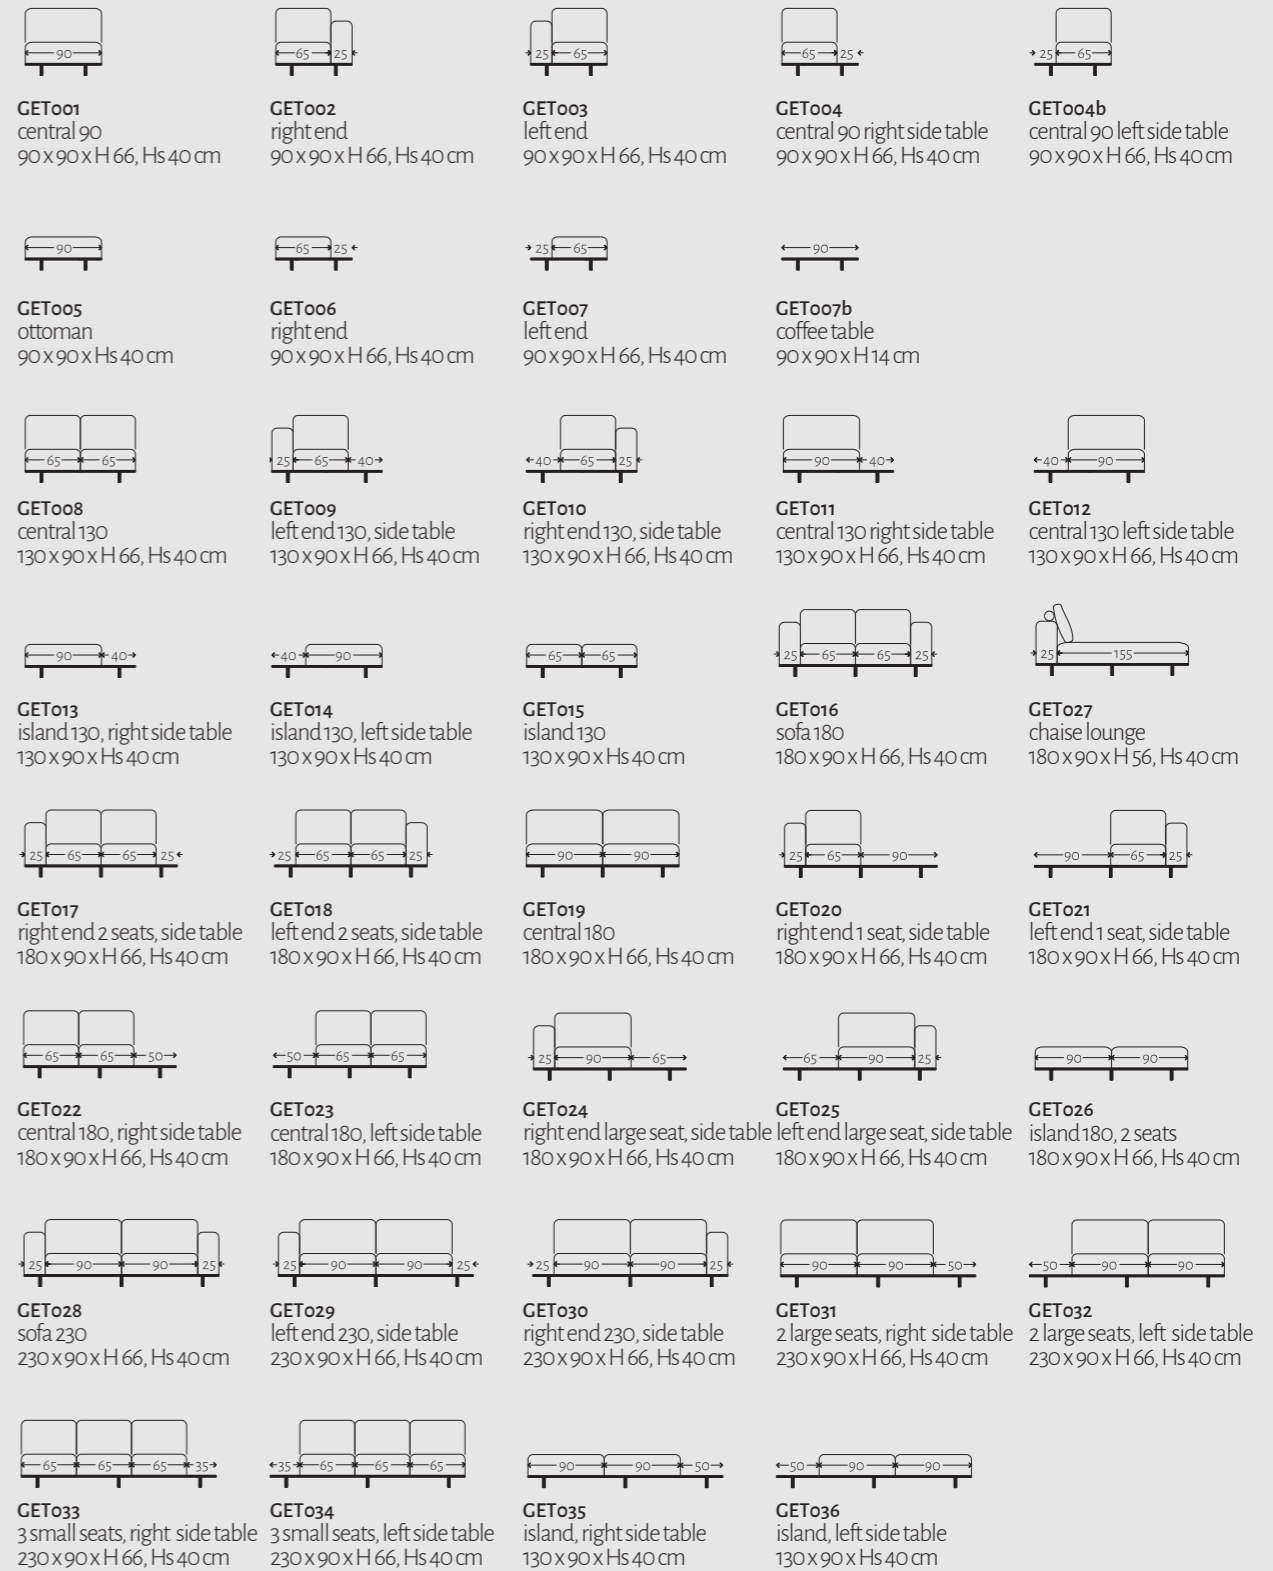 90 65 25 25 65 65 25 25 65
GET001 GET002 GET003 GET004 GET004b
central 90 right end left end central 90 right side table central 90 left side table
90 x 90 x H 66, Hs 40 cm 90 x 90 x H 66, Hs 40 cm 90 x 90 x H 66, Hs 40 cm 90 x 90 x H 66, Hs 40 cm 90 x 90 x H 66, Hs 40 cm
90 65 25 25 65 90
GET005 GET006 GET007 GET007b
ottoman right end left end coffee table
90 x 90 x Hs 40 cm 90 x 90 x H 66, Hs 40 cm 90 x 90 x H 66, Hs 40 cm 90 x 90 x H 14 cm
65 65 25 65 40 40 65 25 90 40 40 90
GET008 GET009 GET010 GET011 GET012
central 130 left end 130, side table right end 130, side table central 130 right side table central 130 left side table
130 x 90 x H 66, Hs 40 cm 130 x 90 x H 66, Hs 40 cm 130 x 90 x H 66, Hs 40 cm 130 x 90 x H 66, Hs 40 cm 130 x 90 x H 66, Hs 40 cm
90 40 40 90 65 65 25 65 65 25 25 155
GET013 GET014 GET015 GET016 GET027
island 130, right side table island 130, left side table island 130 sofa 180 chaise lounge
130 x 90 x Hs 40 cm 130 x 90 x Hs 40 cm 130 x 90 x Hs 40 cm 180 x 90 x H 66, Hs 40 cm 180 x 90 x H 56, Hs 40 cm
25 65 65 25 25 65 65 25 90 90 25 65 90 90 65 25
GET017 GET018 GET019 GET020 GET021
right end 2 seats, side table left end 2 seats, side table central 180 right end 1 seat, side table left end 1 seat, side table
180 x 90 x H 66, Hs 40 cm 180 x 90 x H 66, Hs 40 cm 180 x 90 x H 66, Hs 40 cm 180 x 90 x H 66, Hs 40 cm 180 x 90 x H 66, Hs 40 cm
65 65 50 50 65 65 25 90 65 65 90 25 90 90
GET022 GET023 GET024 GET025 GET026
central 180, right side table central 180, left side table right end large seat, side table left end large seat, side table island 180, 2 seats
180 x 90 x H 66, Hs 40 cm 180 x 90 x H 66, Hs 40 cm 180 x 90 x H 66, Hs 40 cm 180 x 90 x H 66, Hs 40 cm 180 x 90 x H 66, Hs 40 cm
25 90 90 25 25 90 90 25 25 90 90 25 90 90 50 50 90 90
GET028 GET029 GET030 GET031 GET032
sofa 230 left end 230, side table right end 230, side table 2 large seats, right side table 2 large seats, left side table
230 x 90 x H 66, Hs 40 cm 230 x 90 x H 66, Hs 40 cm 230 x 90 x H 66, Hs 40 cm 230 x 90 x H 66, Hs 40 cm 230 x 90 x H 66, Hs 40 cm
65 65 65 35 35 65 65 65 90 90 50 50 90 90
GET033 GET034 GET035 GET036
3 small seats, right side table 3 small seats, left side table island, right side table island, left side table
230 x 90 x H 66, Hs 40 cm 230 x 90 x H 66, Hs 40 cm 130 x 90 x Hs 40 cm 130 x 90 x Hs 40 cm